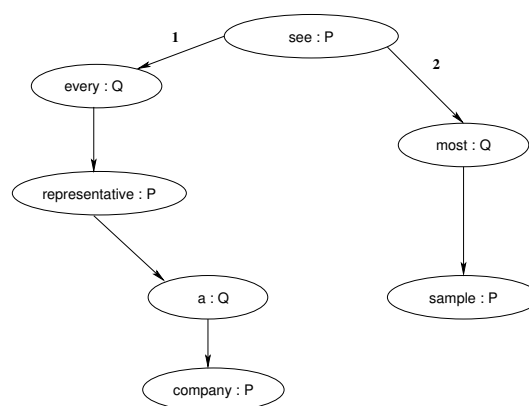 see : P
1
2
every : Q
most : Q
representative : P
a : Q
sample : P
company : P